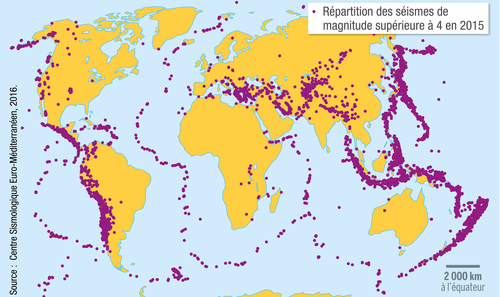 Répartition des séismes de
magnitude supérieure à 4 en 2015
Source : Centre Sismologique Euro-Méditerranéen, 2016.
2 000 km
à l'équateur